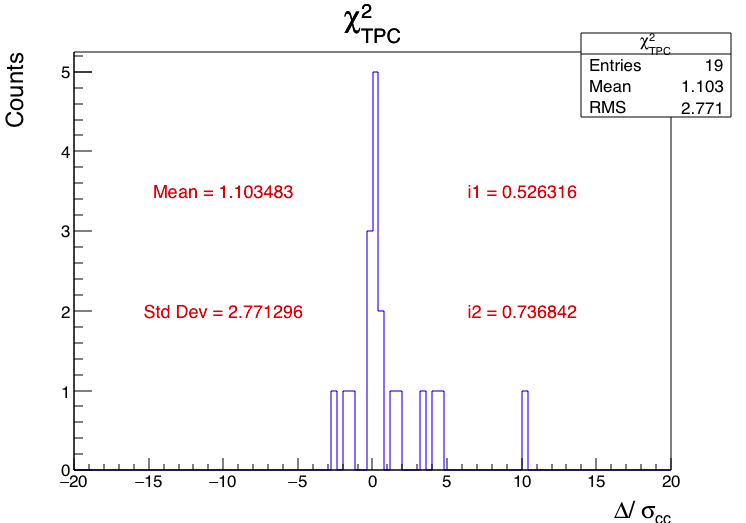 χ²TPC
χ²TPC
Entries 19
Mean 1.103
RMS 2.771
Counts
5
4
3
2
1
0
Mean = 1.103483
i1 = 0.526316
Std Dev = 2.771296
i2 = 0.736842
−20 −15 −10 −5 0 5 10 15 20
Δ/ σcc